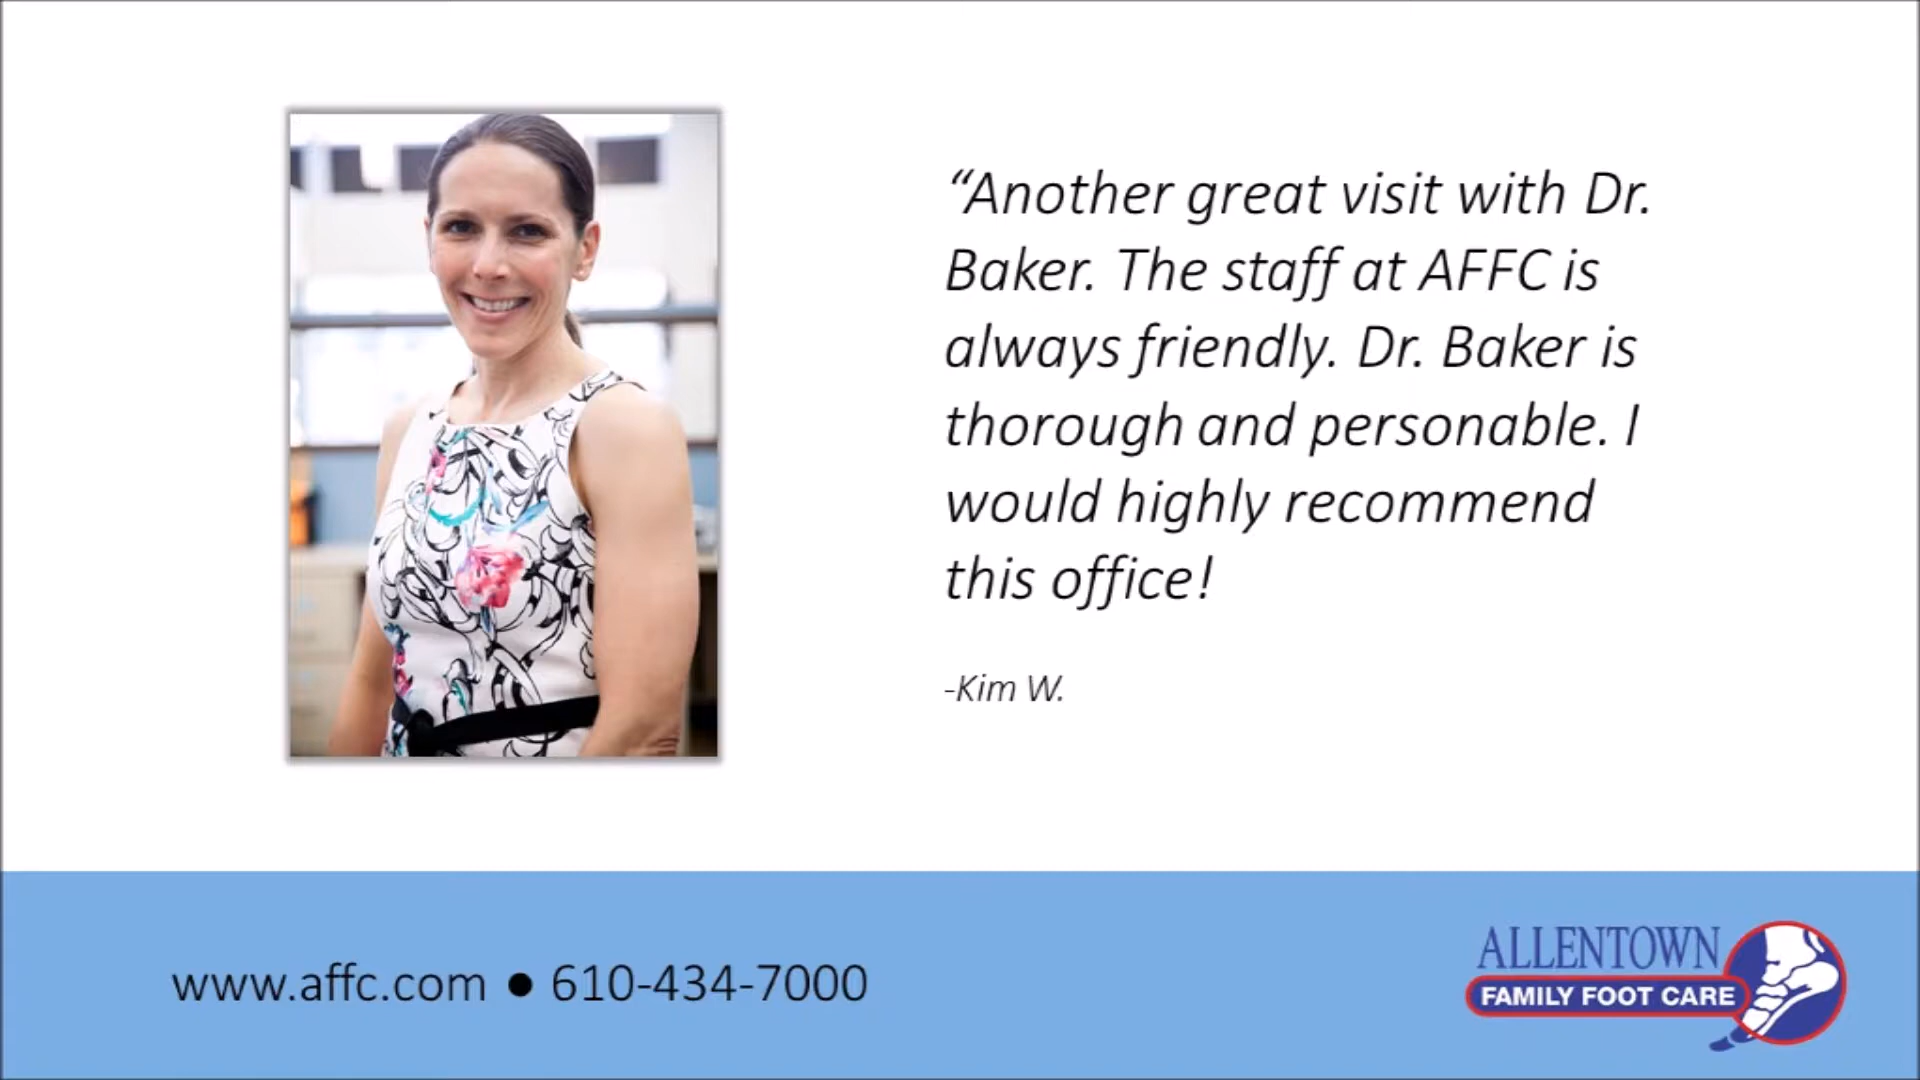 “Another great visit with Dr.
Baker. The staff at AFFC is
always friendly. Dr. Baker is
thorough and personable. I
would highly recommend
this office!
-Kim W.
www.affc.com ● 610-434-7000
ALLENTOWN
FAMILY FOOT CARE